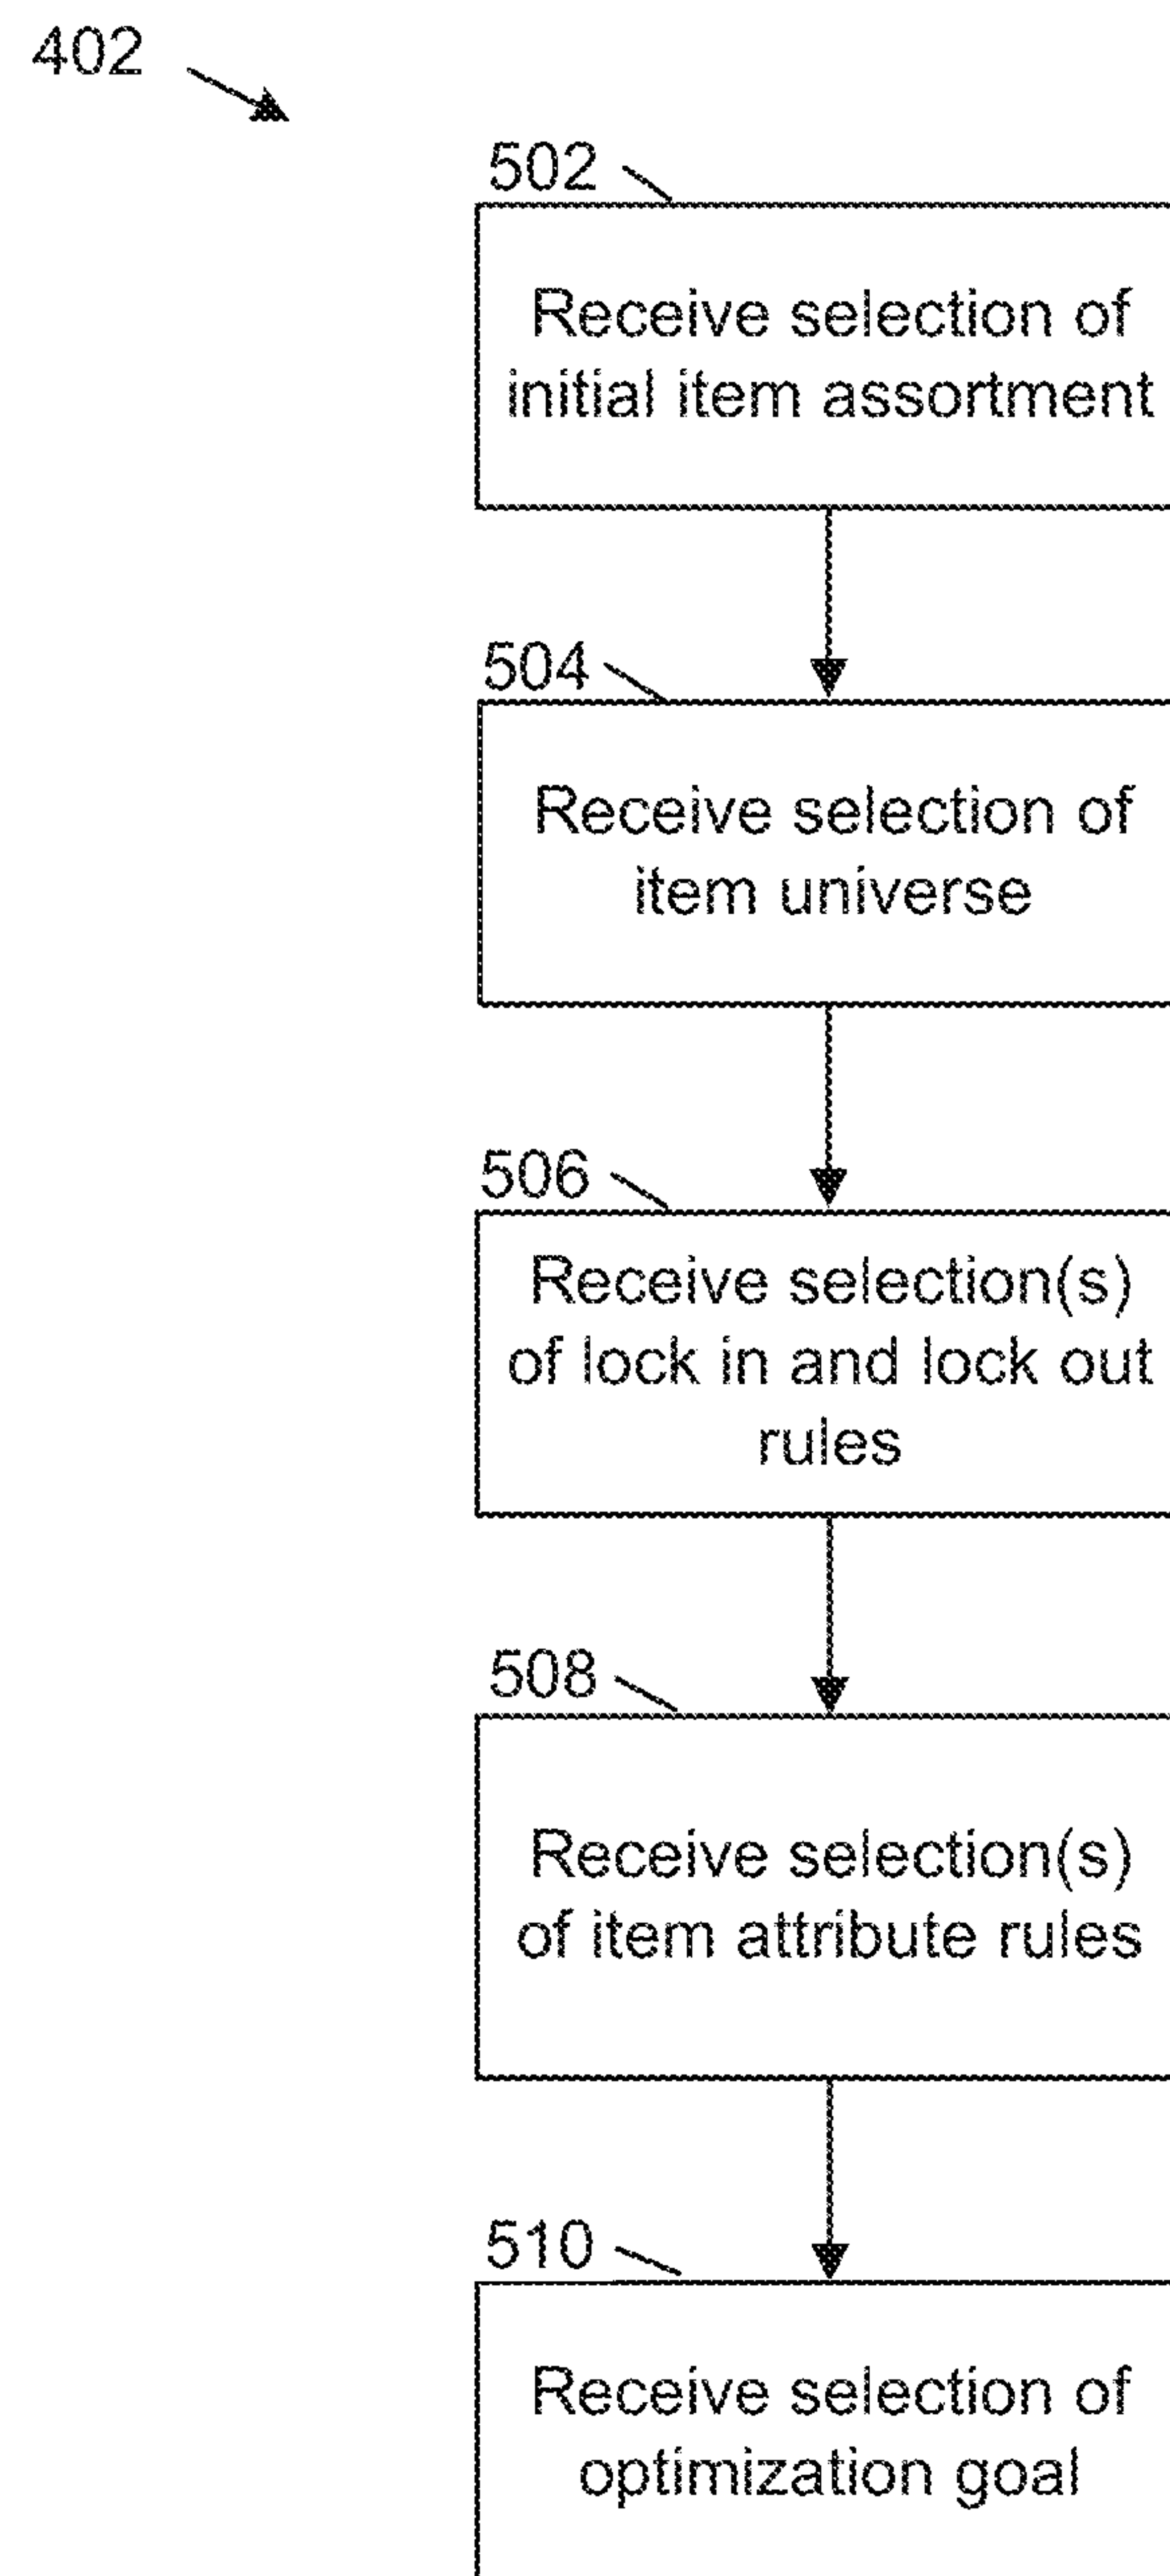 402
502
Receive selection of
initial item assortment
504
Receive selection of
item universe
506
Receive selection(s)
of lock in and lock out
rules
508
Receive selection(s)
of item attribute rules
510
Receive selection of
optimization goal